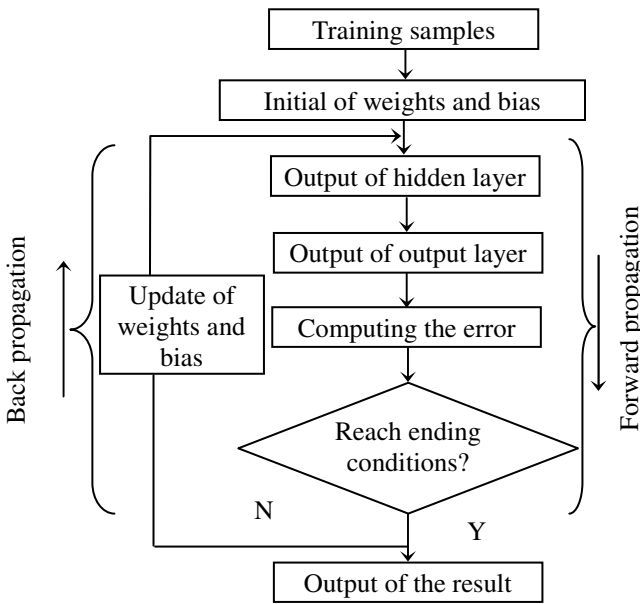 Training samples
Initial of weights and bias
Output of hidden layer
Output of output layer
Update of
weights and
bias
Computing the error
Reach ending
conditions?
N
Y
Output of the result
Back propagation
Forward propagation